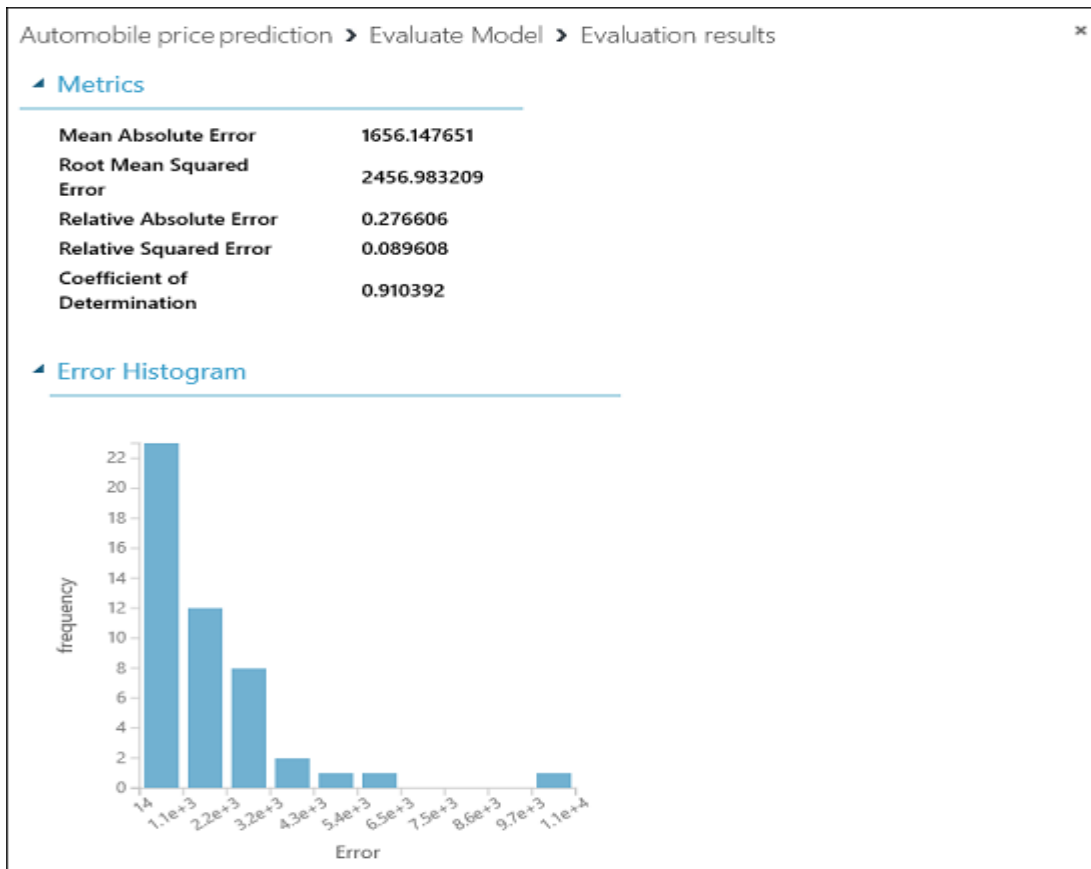 Automobile price prediction > Evaluate Model > Evaluation results
×
Metrics
Mean Absolute Error 1656.147651
Root Mean Squared
Error 2456.983209
Relative Absolute Error 0.276606
Relative Squared Error 0.089608
Coefficient of
Determination 0.910392
Error Histogram
22
20
18
16
14
12
10
8
6
4
2
0
frequency
14 1.1e+3 2.2e+3 3.2e+3 4.3e+3 5.4e+3 6.5e+3 7.5e+3 8.6e+3 9.7e+3 1.1e+4
Error